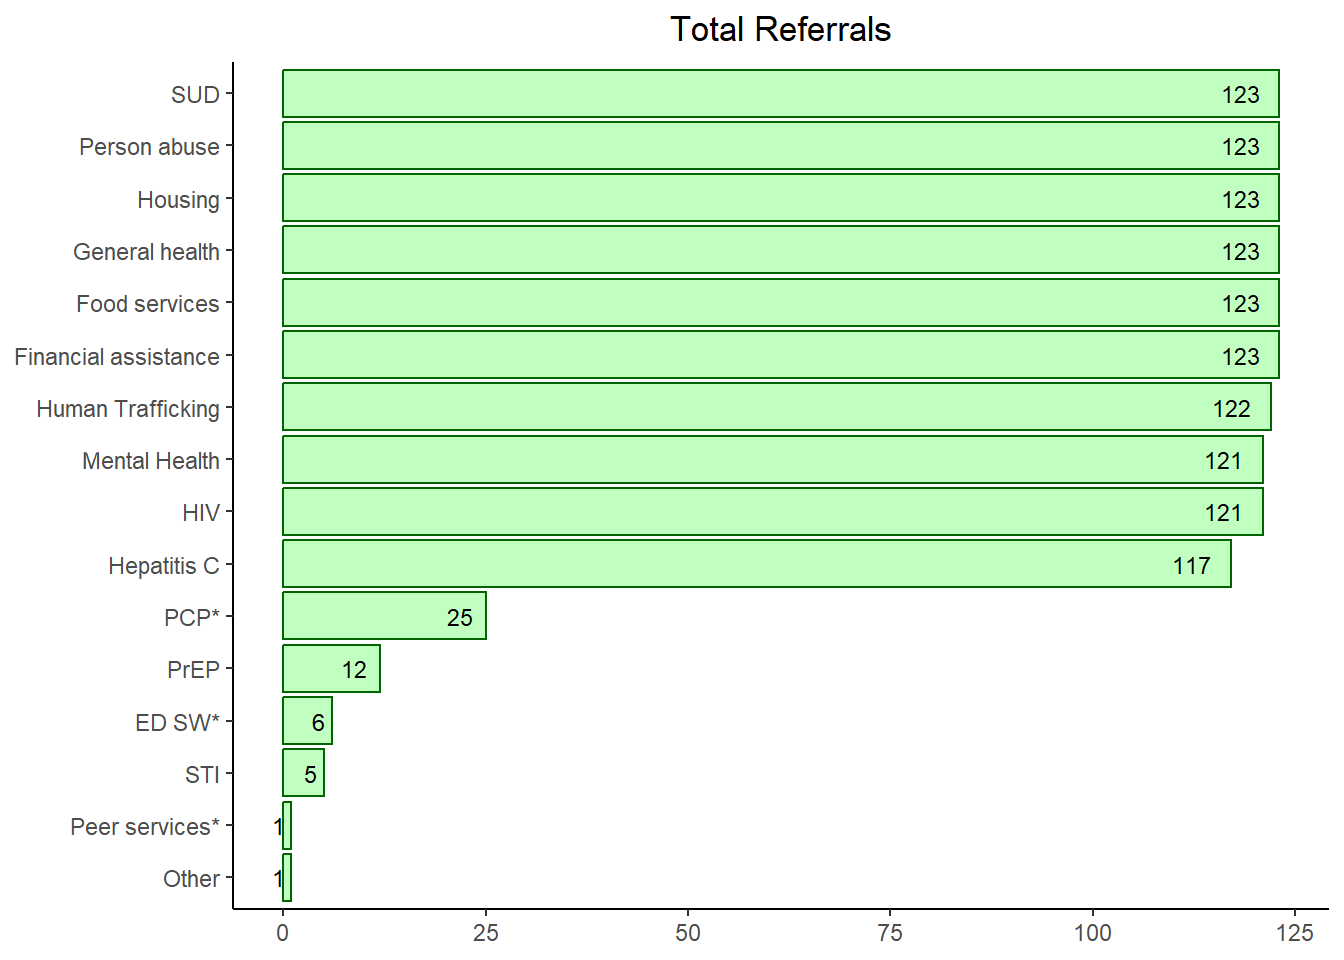 Total Referrals
SUD 123
Person abuse 123
Housing 123
General health 123
Food services 123
Financial assistance 123
Human Trafficking 122
Mental Health 121
HIV 121
Hepatitis C 117
PCP* 25
PrEP 12
ED SW* 6
STI 5
Peer services* 1
Other 1
0 25 50 75 100 125